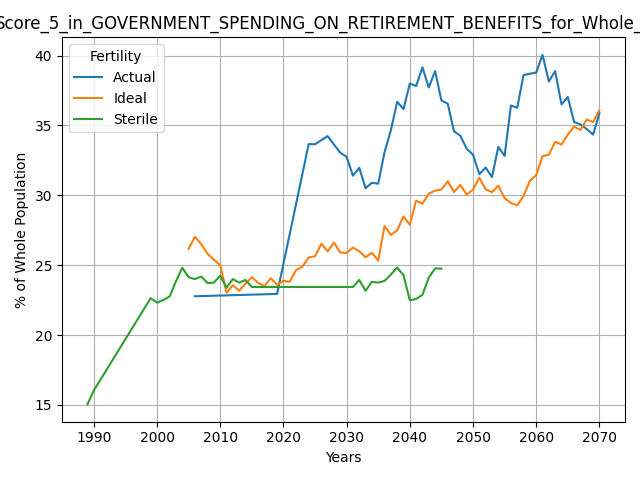 Score_5_in_GOVERNMENT_SPENDING_ON_RETIREMENT_BENEFITS_for_Whole_
Fertility
Actual
Ideal
Sterile
% of Whole Population
40
35
30
25
20
15
1990 2000 2010 2020 2030 2040 2050 2060 2070
Years